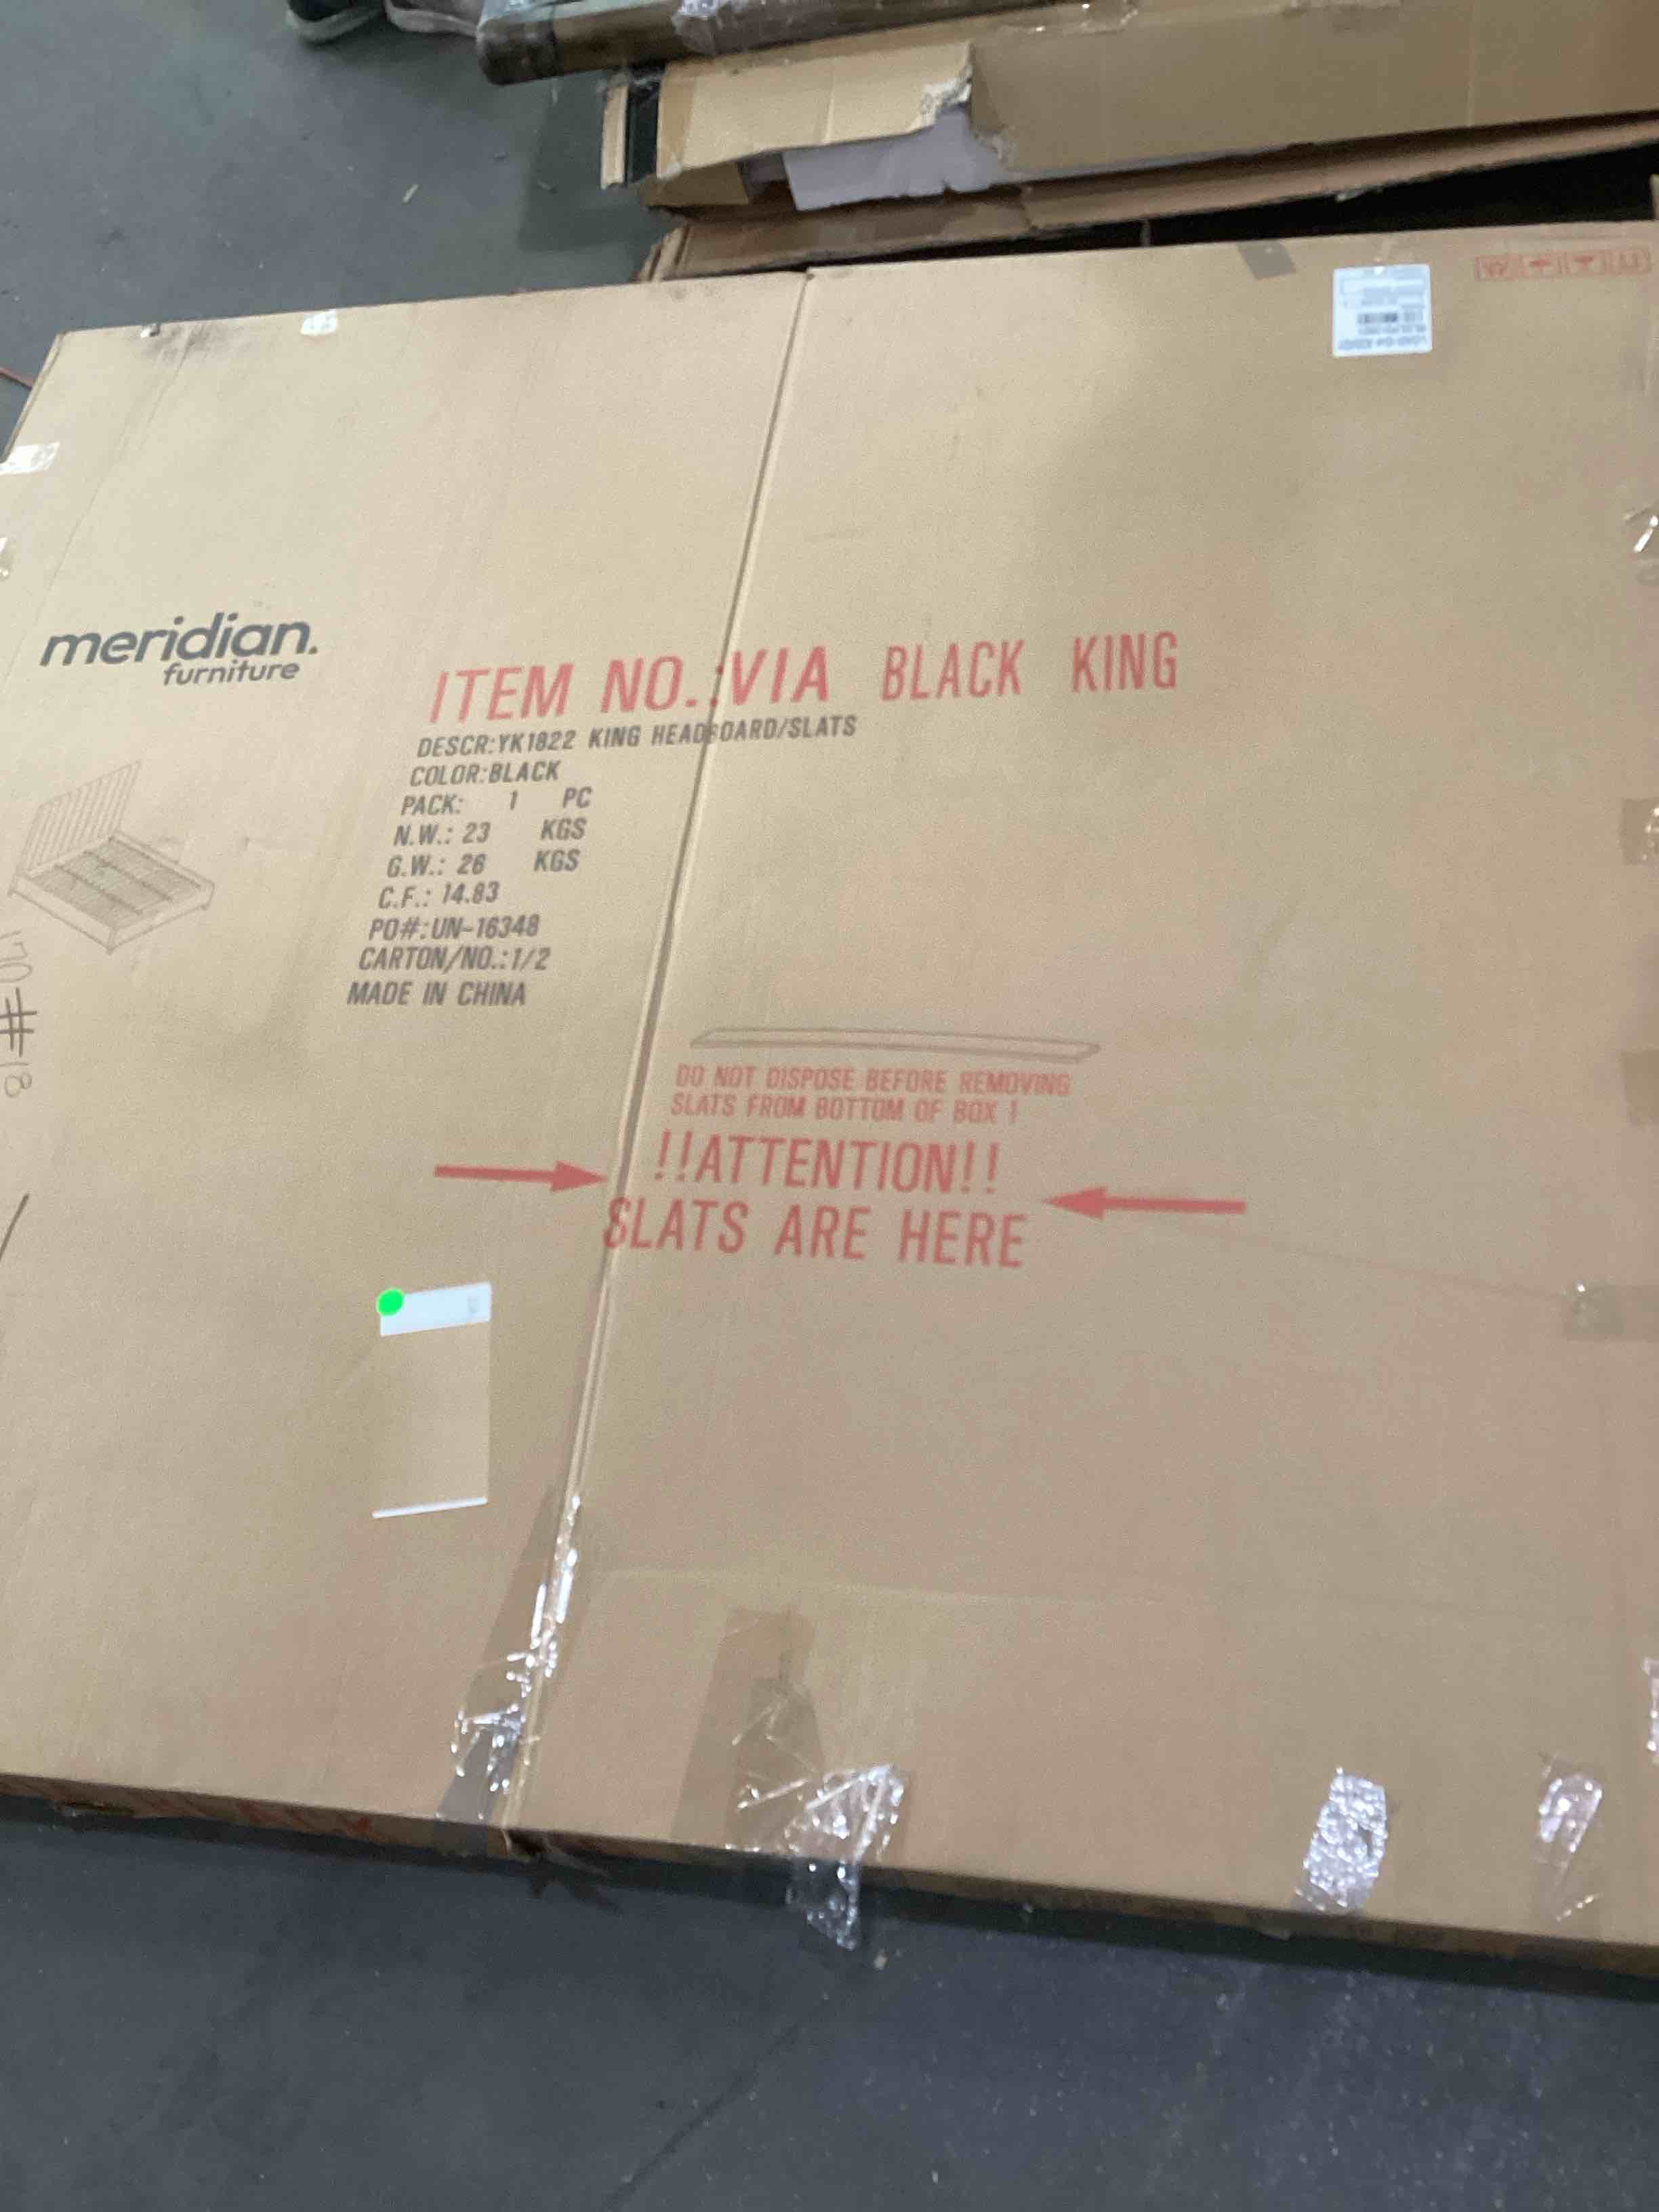 meridian.
furniture
ITEM NO.:VIA BLACK KING
DESCR:YK1822 KING HEADBOARD/SLATS
COLOR:BLACK
PACK: 1 PC
N.W.: 23 KGS
G.W.: 26 KGS
C.F.: 14.83
PO#:UN-16348
CARTON/NO.:1/2
MADE IN CHINA
DO NOT DISPOSE BEFORE REMOVING
SLATS FROM BOTTOM OF BOX !
!!ATTENTION!!
SLATS ARE HERE